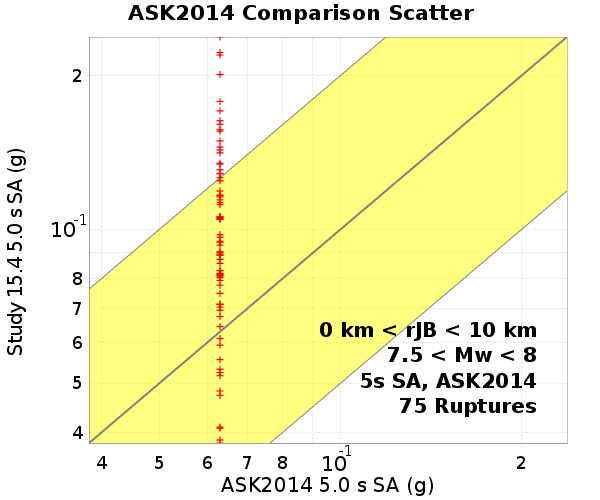 ASK2014 Comparison Scatter
Study 15.4 5.0 s SA (g)
2
10-1
8
7
6
5
4
0 km < rJB < 10 km
7.5 < Mw < 8
5s SA, ASK2014
75 Ruptures
4 5 6 7 8 10-1 2
ASK2014 5.0 s SA (g)